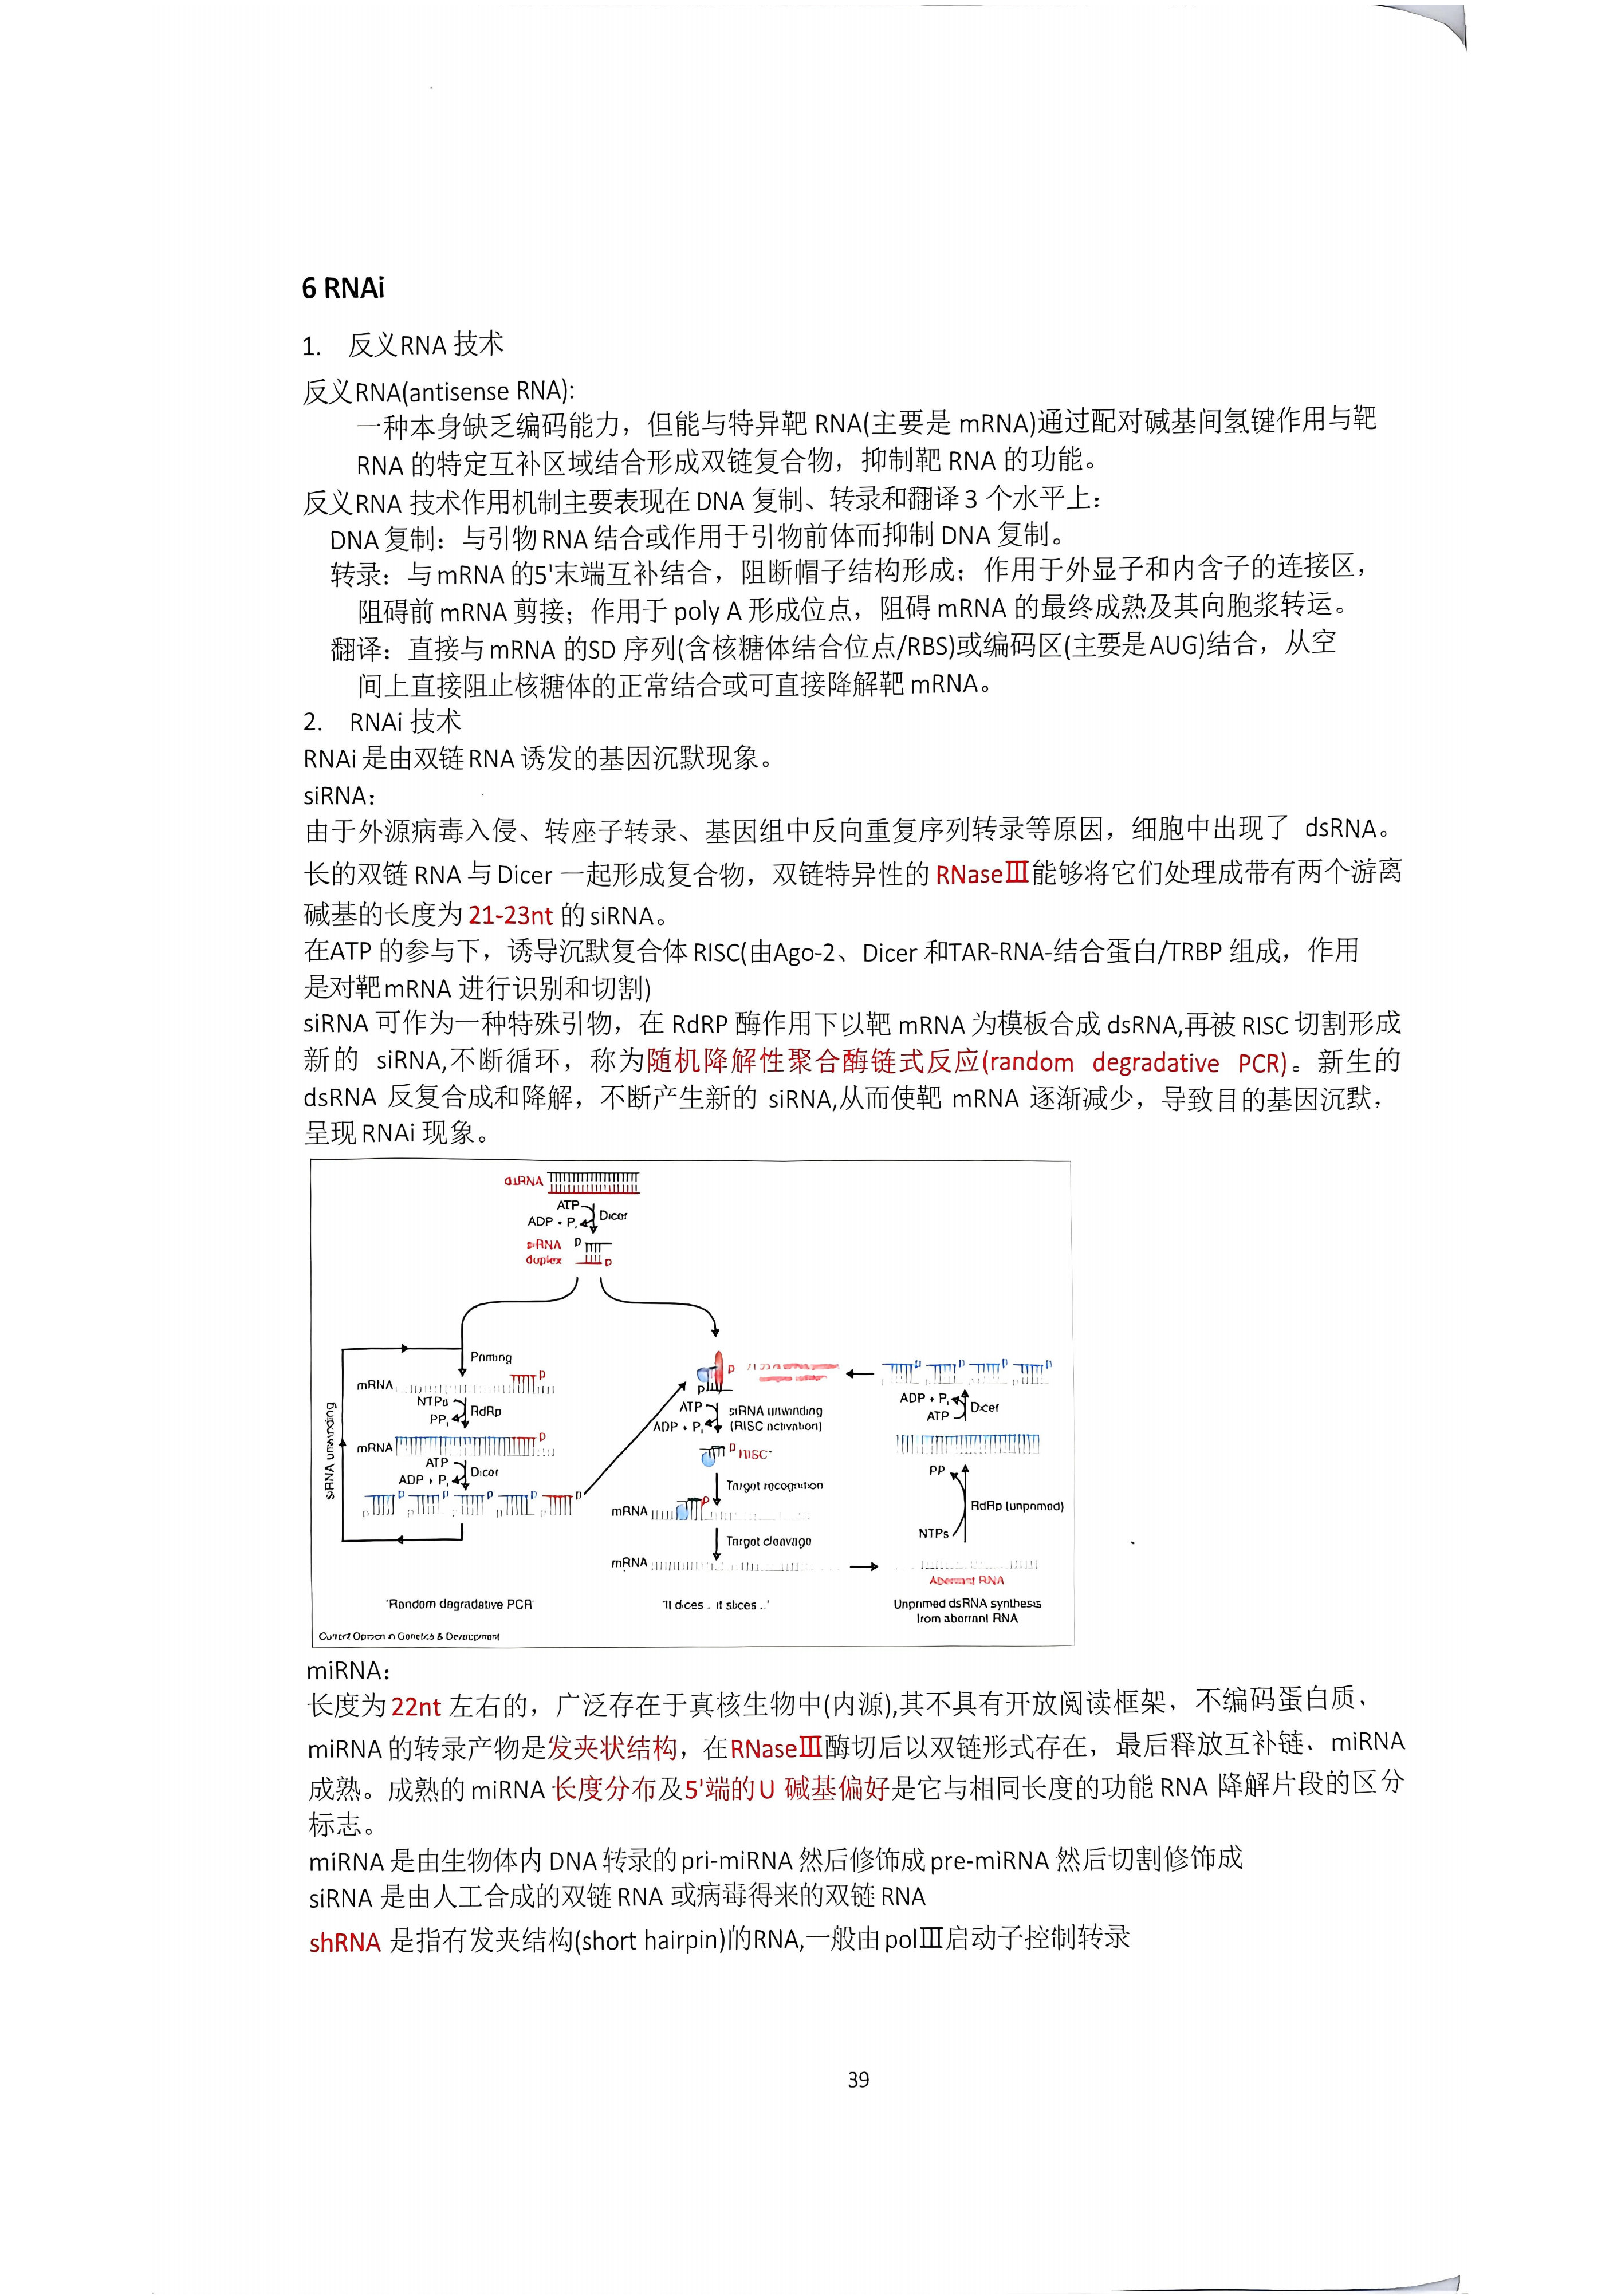 6 RNAi
1. 反义RNA 技术
反义RNA(antisense RNA):
一种本身缺乏编码能力，但能与特异靶 RNA(主要是 mRNA)通过配对碱基间氢键作用与靶
RNA 的特定互补区域结合形成双链复合物，抑制靶 RNA 的功能。
反义RNA 技术作用机制主要表现在 DNA 复制、转录和翻译 3 个水平上：
DNA 复制：与引物 RNA 结合或作用于引物前体而抑制 DNA 复制。
转录：与 mRNA 的5'末端互补结合，阻断帽子结构形成；作用于外显子和内含子的连接区，
阻碍前 mRNA 剪接；作用于 poly A 形成位点，阻碍 mRNA 的最终成熟及其向胞浆转运。
翻译：直接与 mRNA 的SD 序列(含核糖体结合位点/RBS)或编码区(主要是AUG)结合，从空
间上直接阻止核糖体的正常结合或可直接降解靶 mRNA。
2. RNAi 技术
RNAi 是由双链 RNA 诱发的基因沉默现象。
siRNA：
由于外源病毒入侵、转座子转录、基因组中反向重复序列转录等原因，细胞中出现了 dsRNA。
长的双链 RNA 与 Dicer 一起形成复合物，双链特异性的 RNaseⅢ能够将它们处理成带有两个游离
碱基的长度为 21-23nt 的 siRNA。
在ATP 的参与下，诱导沉默复合体 RISC(由Ago-2、Dicer 和TAR-RNA-结合蛋白/TRBP 组成，作用
是对靶mRNA 进行识别和切割)
siRNA 可作为一种特殊引物，在 RdRP 酶作用下以靶 mRNA 为模板合成 dsRNA,再被 RISC 切割形成
新的 siRNA,不断循环，称为随机降解性聚合酶链式反应(random degradative PCR)。新生的
dsRNA 反复合成和降解，不断产生新的 siRNA,从而使靶 mRNA 逐渐减少，导致目的基因沉默，
呈现 RNAi 现象。
dsRNA
ATP
ADP + Pi
Dicer
P
siRNA
duplex
P
Priming
mRNA
P
NTPs
PPi
RdRp
mRNA
P
ATP
ADP + Pi
Dicer
P P P P P
siRNA unwinding
'Random degradative PCR'
P
P
ATP
ADP + Pi
siRNA unwinding
(RISC activation)
P
RISC*
Target recognition
mRNA
P
Target cleavage
mRNA
'It dices .. it slices ..'
P P P P
ADP + Pi
ATP
Dicer
PP
RdRp (unprimed)
NTPs
Aberrant RNA
Unprimed dsRNA synthesis
from aberrant RNA
Current Opinion in Genetics & Development
miRNA：
长度为 22nt 左右的，广泛存在于真核生物中(内源),其不具有开放阅读框架，不编码蛋白质，
miRNA 的转录产物是发夹状结构，在RNaseⅢ酶切后以双链形式存在，最后释放互补链，miRNA
成熟。成熟的 miRNA 长度分布及5'端的U 碱基偏好是它与相同长度的功能 RNA 降解片段的区分
标志。
miRNA 是由生物体内 DNA 转录的 pri-miRNA 然后修饰成 pre-miRNA 然后切割修饰成
siRNA 是由人工合成的双链 RNA 或病毒得来的双链 RNA
shRNA 是指有发夹结构(short hairpin)的RNA,一般由 polⅢ启动子控制转录
39